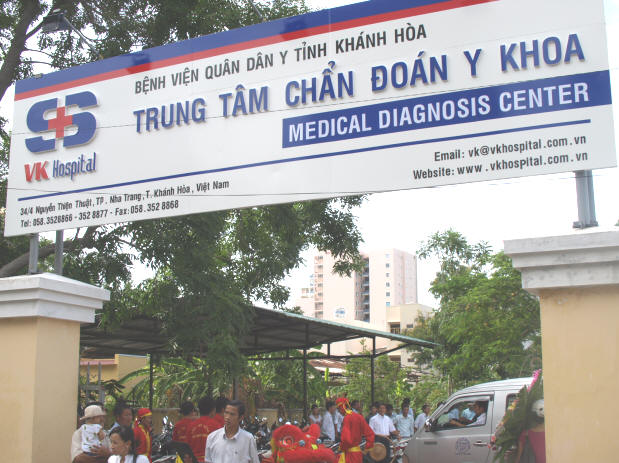 BỆNH VIỆN QUÂN DÂN Y TỈNH KHÁNH HÒA
TRUNG TÂM CHẨN ĐOÁN Y KHOA
MEDICAL DIAGNOSIS CENTER
VK Hospital
Email: vk@vkhospital.com.vn
Website: www.vkhospital.com.vn
34/4 Nguyễn Thiện Thuật, TP. Nha Trang, T. Khánh Hòa, Việt Nam
Tel: 058.3528866 - 352 8877 - Fax: 058.352 8868